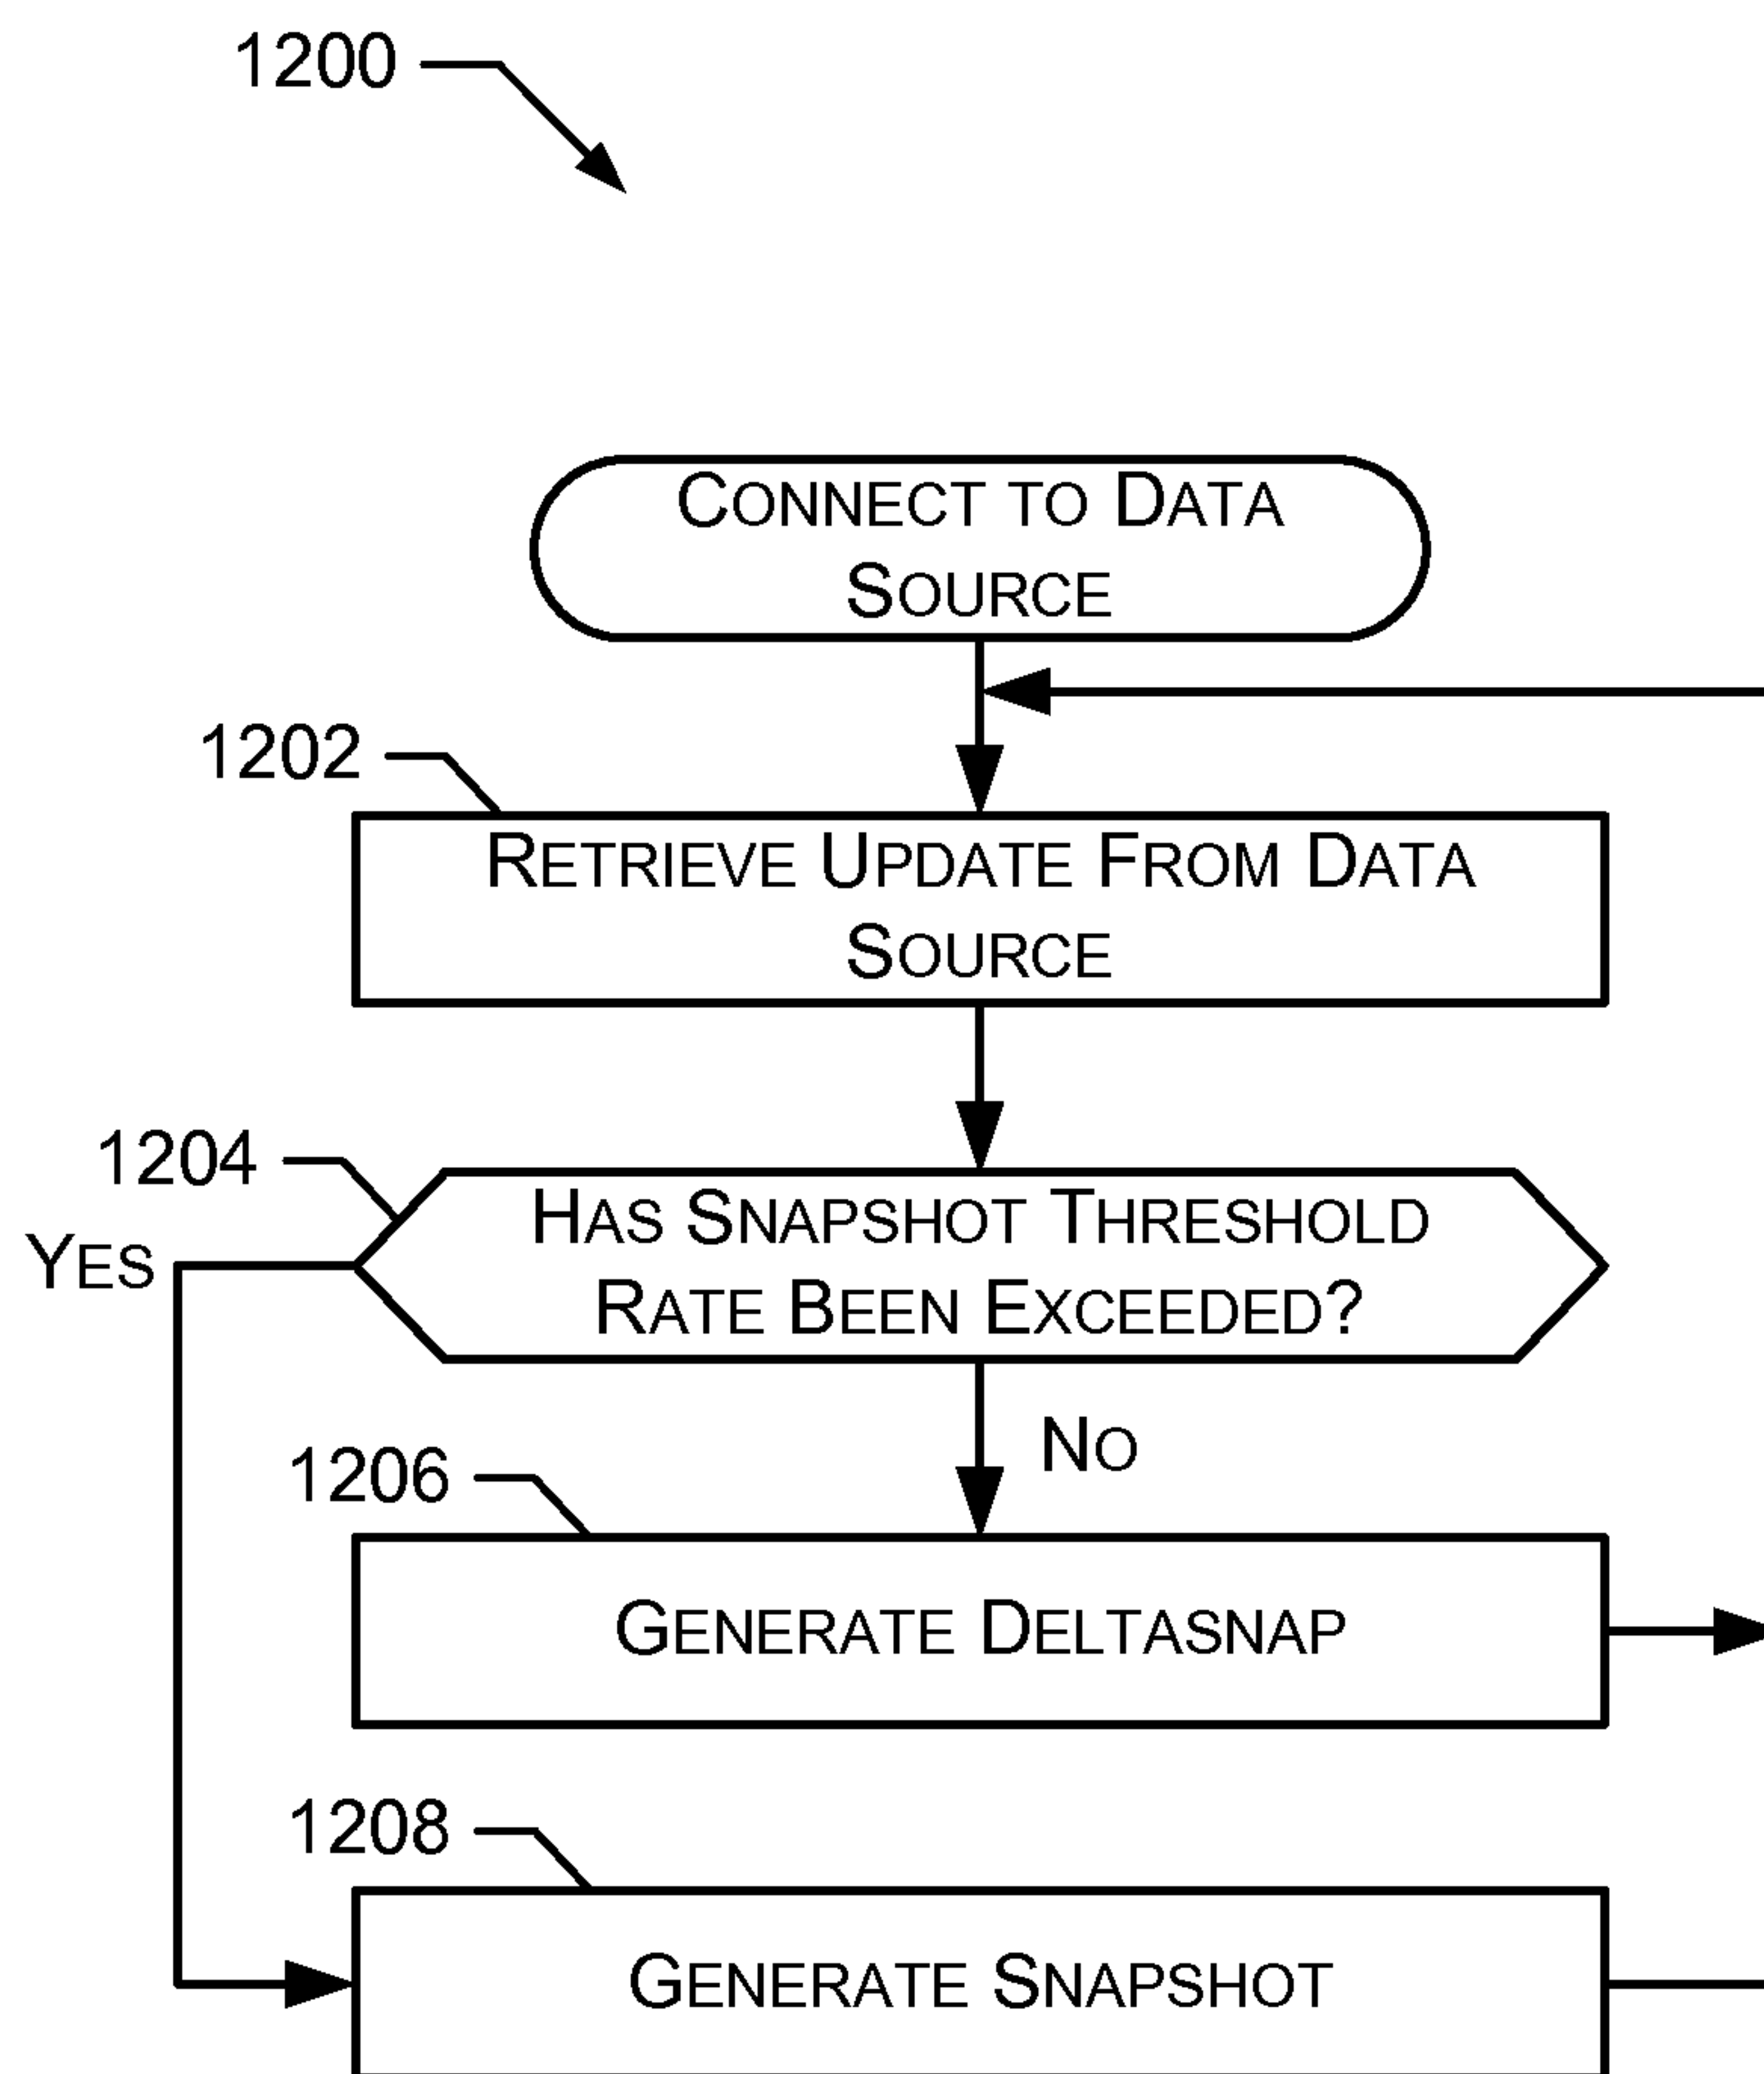 1200
Connect to Data
Source
1202
Retrieve Update From Data
Source
1204
Has Snapshot Threshold
Rate Been Exceeded?
Yes
No
1206
Generate Deltasnap
1208
Generate Snapshot